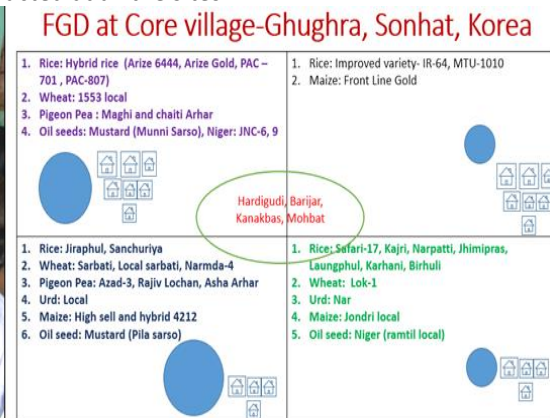 FGD at Core village-Ghughra, Sonhat, Korea
1. Rice: Hybrid rice (Arize 6444, Arize Gold, PAC –
701 , PAC-807)
2. Wheat: 1553 local
3. Pigeon Pea : Maghi and chaiti Arhar
4. Oil seeds: Mustard (Munni Sarso), Niger: JNC-6, 9
1. Rice: Improved variety- IR-64, MTU-1010
2. Maize: Front Line Gold
Hardigudi, Barijar,
Kanakbas, Mohbat
1. Rice: Jiraphul, Sanchuriya
2. Wheat: Sarbati, Local sarbati, Narmda-4
3. Pigeon Pea: Azad-3, Rajiv Lochan, Asha Arhar
4. Urd: Local
5. Maize: High sell and hybrid 4212
6. Oil seed: Mustard (Pila sarso)
1. Rice: Safari-17, Kajri, Narpatti, Jhimipras,
Laungphul, Karhani, Birhuli
2. Wheat: Lok-1
3. Urd: Nar
4. Maize: Jondri local
5. Oil seed: Niger (ramtil local)